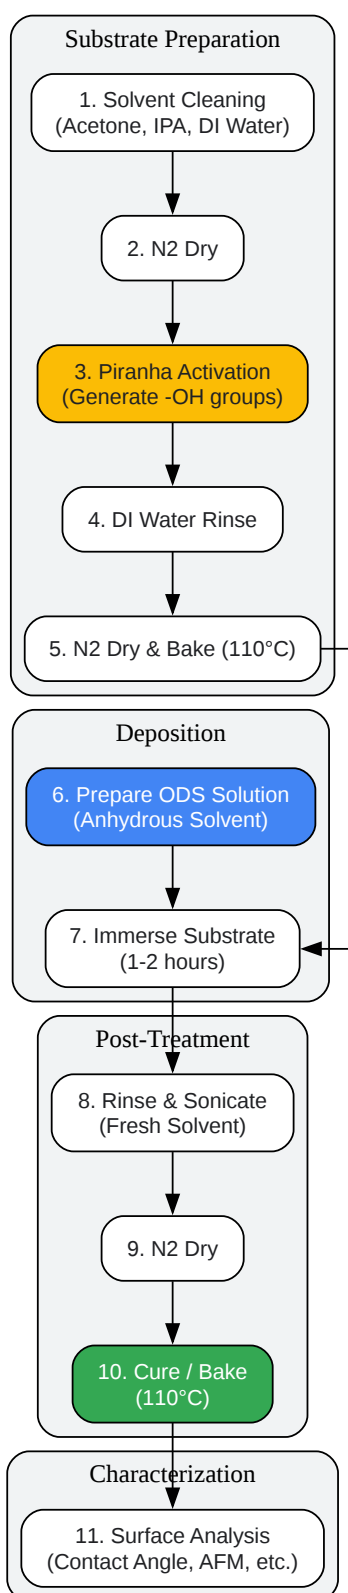 Substrate Preparation
1. Solvent Cleaning
(Acetone, IPA, DI Water)
2. N2 Dry
3. Piranha Activation
(Generate -OH groups)
4. DI Water Rinse
5. N2 Dry & Bake (110°C)
Deposition
6. Prepare ODS Solution
(Anhydrous Solvent)
7. Immerse Substrate
(1-2 hours)
Post-Treatment
8. Rinse & Sonicate
(Fresh Solvent)
9. N2 Dry
10. Cure / Bake
(110°C)
Characterization
11. Surface Analysis
(Contact Angle, AFM, etc.)